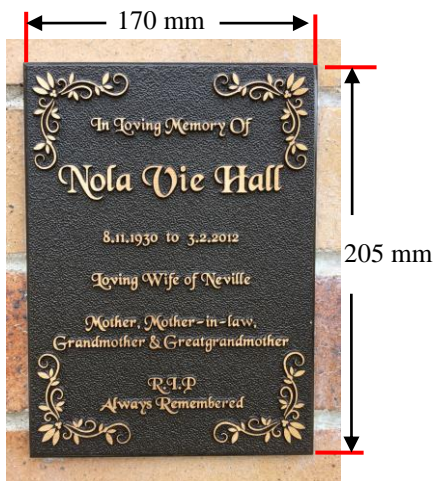 170 mm
In Loving Memory Of
Nola Vie Hall
8.11.1930 to 3.2.2012
205 mm
Loving Wife of Neville
Mother, Mother-in-law,
Grandmother & Greatgrandmother
R.I.P
Always Remembered